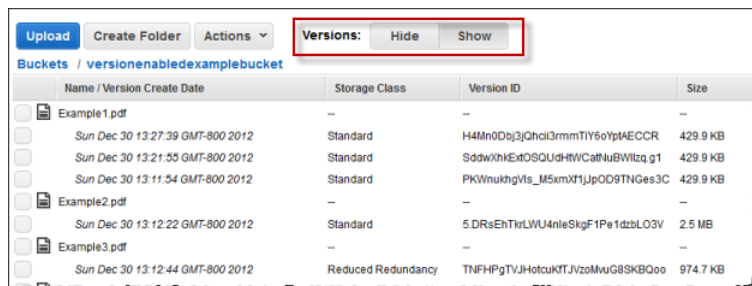 Upload Create Folder Actions Versions: Hide Show
Buckets / versionenabledexamplebucket
Name / Version Create Date Storage Class Version ID Size
Example1.pdf -- -- --
Sun Dec 30 13:27:39 GMT-800 2012 Standard H4Mn0Dbj3jQhcii3rmmTiY6oYptAECCR 429.9 KB
Sun Dec 30 13:21:55 GMT-800 2012 Standard SddwXhkExtOSQUdHtWCatNuBWIlzq.g1 429.9 KB
Sun Dec 30 13:11:54 GMT-800 2012 Standard PKWnukhgVIs_M5xmXf1jJpOD9TNGes3C 429.9 KB
Example2.pdf -- -- --
Sun Dec 30 13:12:22 GMT-800 2012 Standard 5.DRsEhTkrLWU4nIeSkgF1Pe1dzbLO3V 2.5 MB
Example3.pdf -- -- --
Sun Dec 30 13:12:44 GMT-800 2012 Reduced Redundancy TNFHPgTVJHotcuKfTJVzoMvuG8SKBQoo 974.7 KB